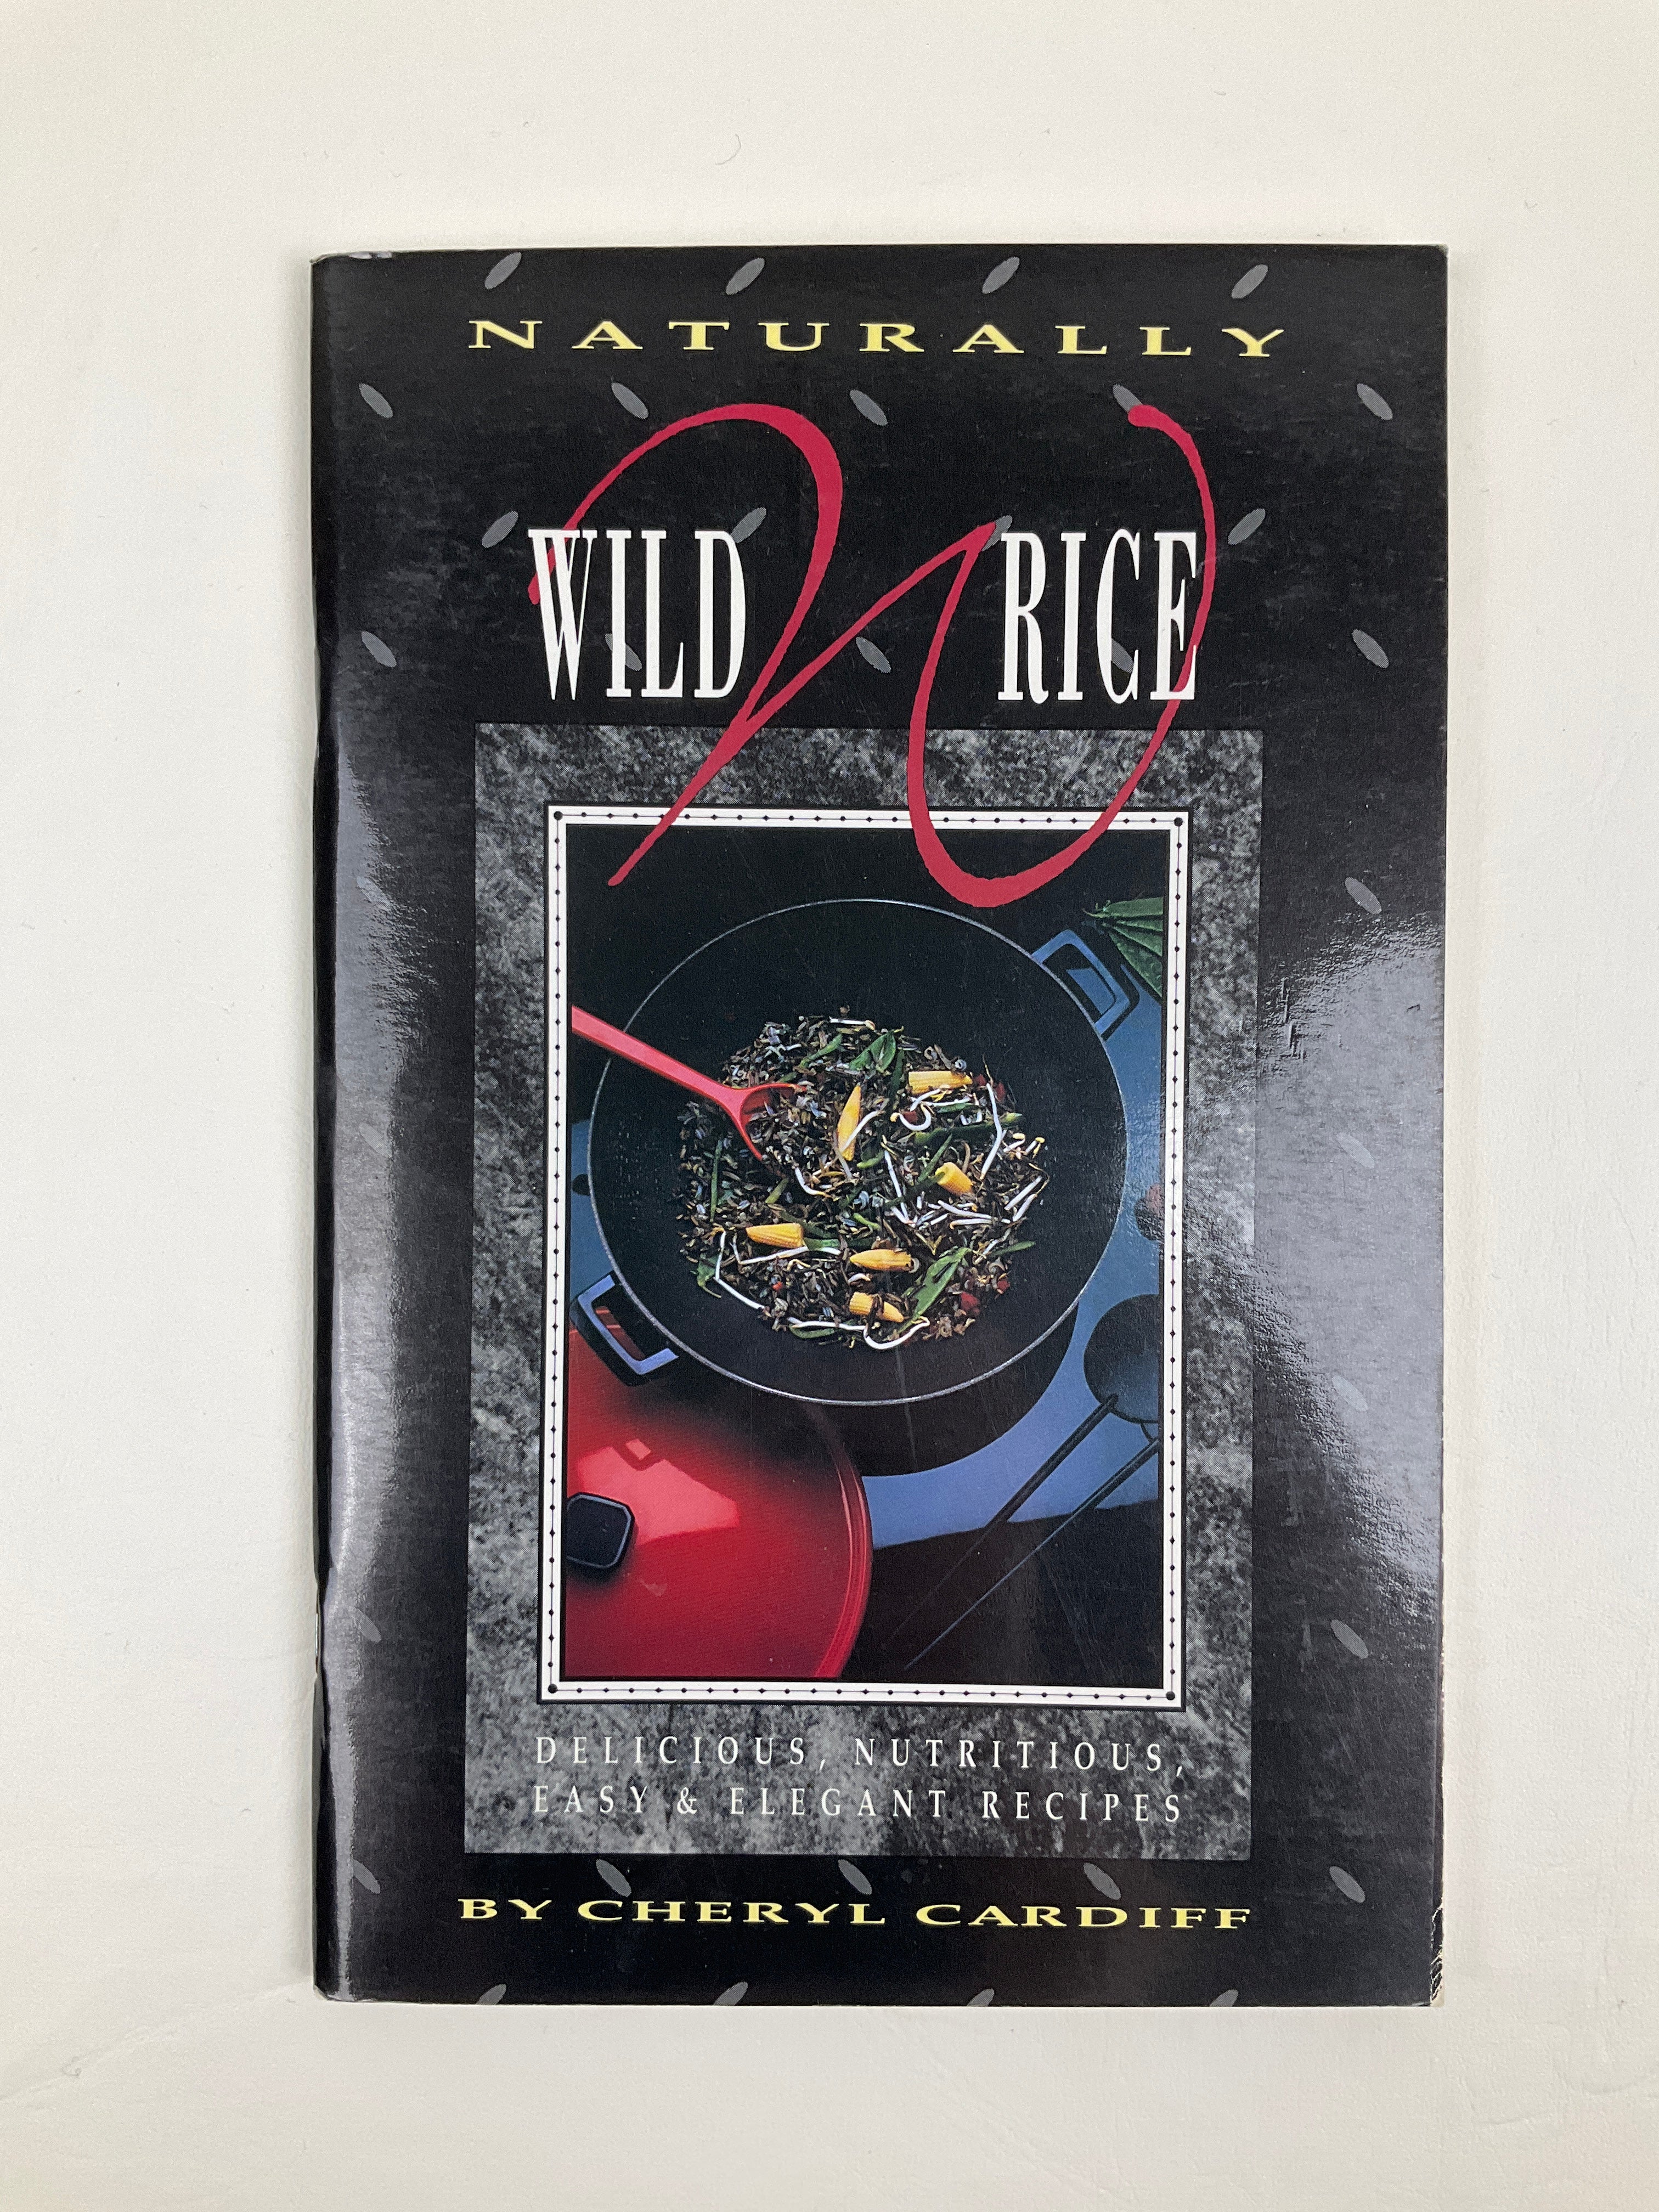 NATURALLY
W
WILD RICE
DELICIOUS, NUTRITIOUS,
EASY & ELEGANT RECIPES
BY CHERYL CARDIFF